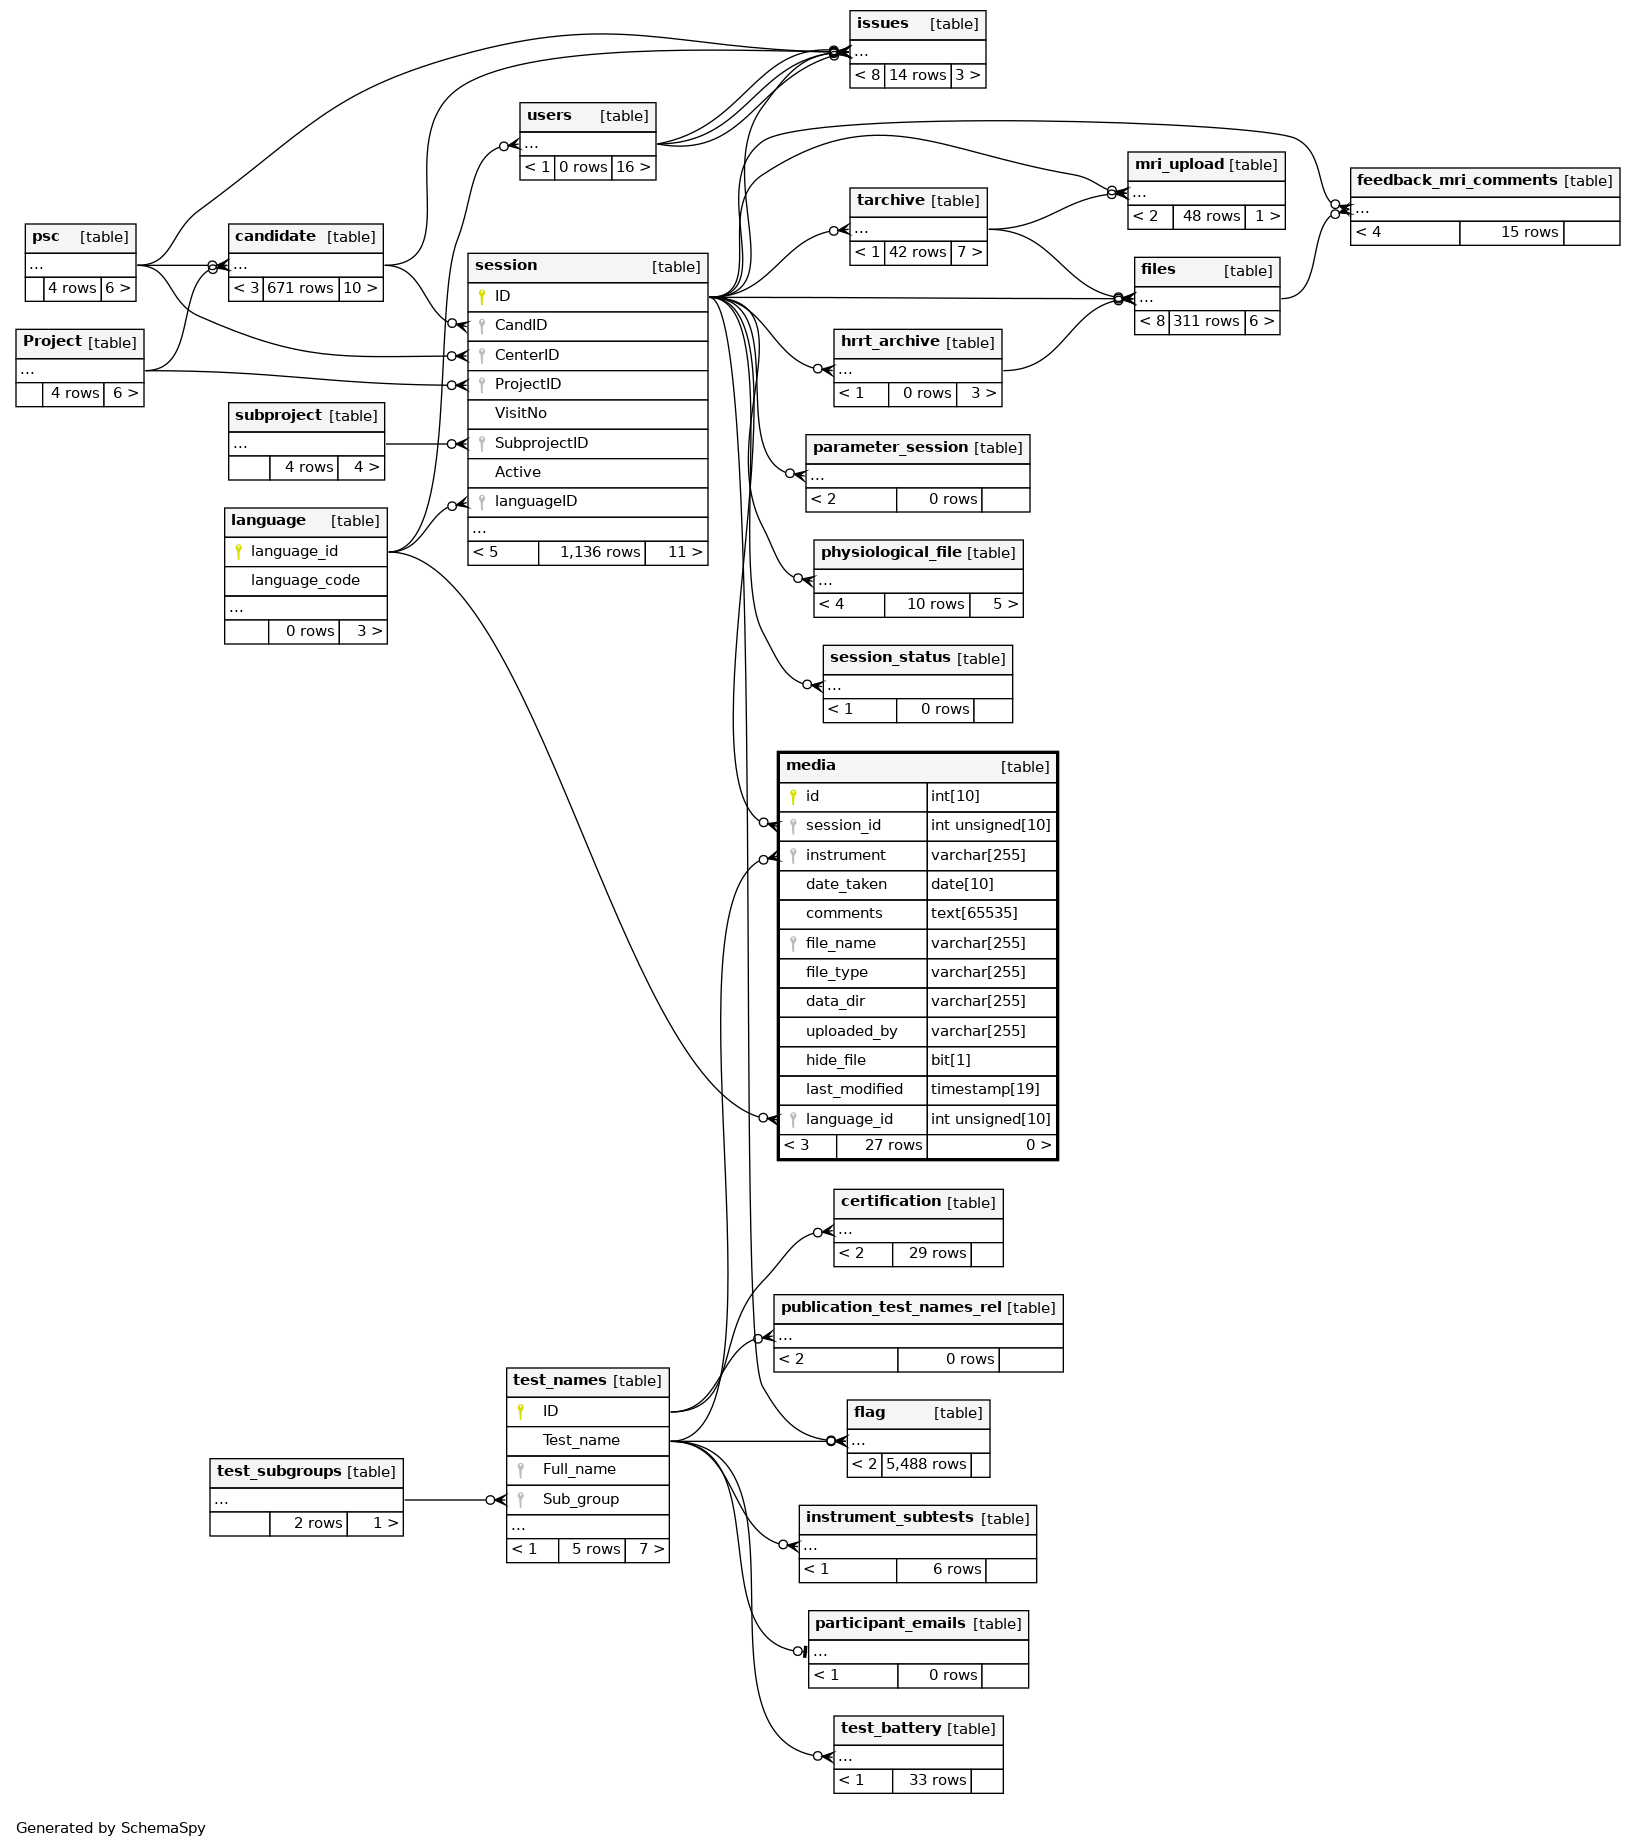 issues [table]
...
< 8 14 rows 3 >
users [table]
...
< 1 0 rows 16 >
mri_upload [table]
...
< 2 48 rows 1 >
feedback_mri_comments [table]
...
< 4 15 rows
tarchive [table]
...
< 1 42 rows 7 >
psc [table]
...
4 rows 6 >
candidate [table]
...
< 3 671 rows 10 >
session [table]
ID
CandID
CenterID
ProjectID
VisitNo
SubprojectID
Active
languageID
...
< 5 1,136 rows 11 >
files [table]
...
< 8 311 rows 6 >
Project [table]
...
4 rows 6 >
hrrt_archive [table]
...
< 1 0 rows 3 >
subproject [table]
...
4 rows 4 >
parameter_session [table]
...
< 2 0 rows
language [table]
language_id
language_code
...
0 rows 3 >
physiological_file [table]
...
< 4 10 rows 5 >
session_status [table]
...
< 1 0 rows
media [table]
id int[10]
session_id int unsigned[10]
instrument varchar[255]
date_taken date[10]
comments text[65535]
file_name varchar[255]
file_type varchar[255]
data_dir varchar[255]
uploaded_by varchar[255]
hide_file bit[1]
last_modified timestamp[19]
language_id int unsigned[10]
< 3 27 rows 0 >
certification [table]
...
< 2 29 rows
publication_test_names_rel [table]
...
< 2 0 rows
test_names [table]
ID
Test_name
Full_name
Sub_group
...
< 1 5 rows 7 >
flag [table]
...
< 2 5,488 rows
test_subgroups [table]
...
2 rows 1 >
instrument_subtests [table]
...
< 1 6 rows
participant_emails [table]
...
< 1 0 rows
test_battery [table]
...
< 1 33 rows
Generated by SchemaSpy